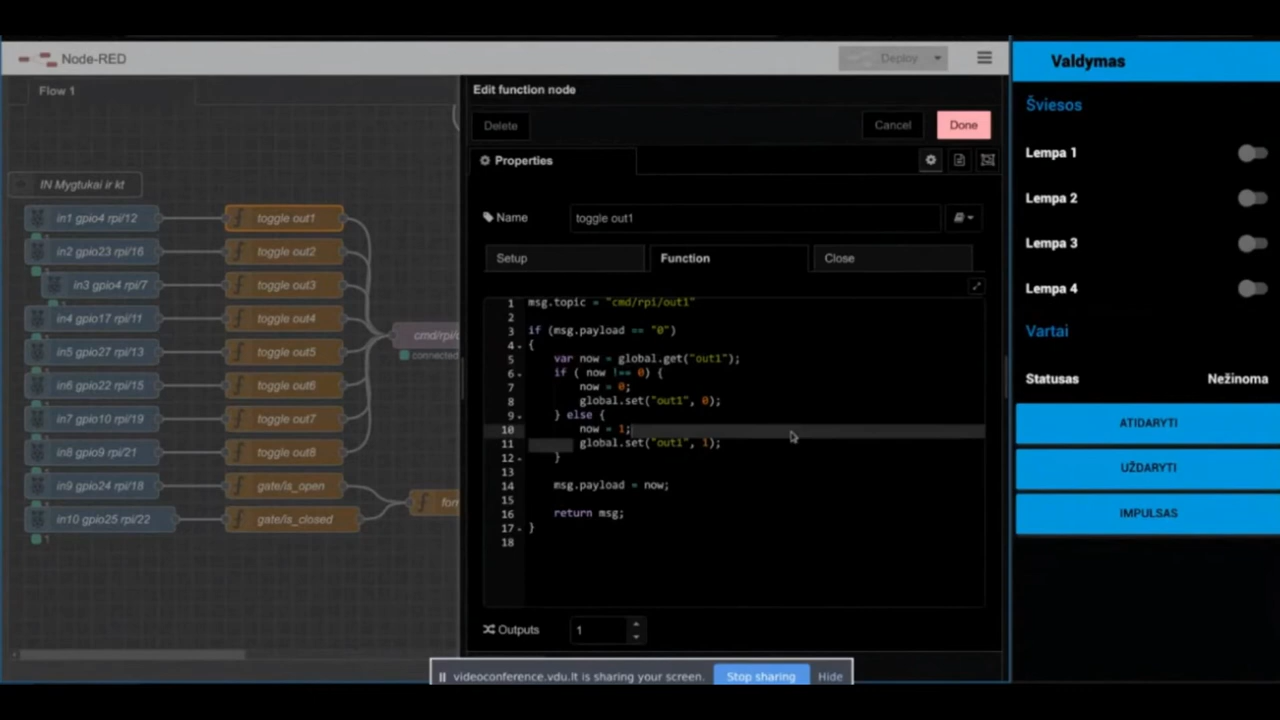 Node-RED
Deploy
Valdymas
Flow 1
Edit function node
Delete
Cancel
Done
Properties
IN Mygtukai ir kt
in1 gpio4 rpi/12
toggle out1
1
in2 gpio23 rpi/16
toggle out2
in3 gpio4 rpi/7
toggle out3
1
in4 gpio17 rpi/11
toggle out4
in5 gpio27 rpi/13
toggle out5
in6 gpio22 rpi/15
toggle out6
in7 gpio10 rpi/19
toggle out7
in8 gpio9 rpi/21
toggle out8
in9 gpio24 rpi/18
gate/is_open
1
in10 gpio25 rpi/22
gate/is_closed
1
cmd/rpi/
connected
Name
toggle out1
Setup
Function
Close
1 msg.topic = "cmd/rpi/out1"
2
3 if (msg.payload == "0")
4 {
5 var now = global.get("out1");
6 if ( now !== 0) {
7 now = 0;
8 global.set("out1", 0);
9 } else {
10 now = 1;
11 global.set("out1", 1);
12 }
13
14 msg.payload = now;
15
16 return msg;
17 }
18
Outputs
1
videoconference.vdu.lt is sharing your screen.
Stop sharing
Hide
Šviesos
Lempa 1
Lempa 2
Lempa 3
Lempa 4
Vartai
Statusas
Nežinoma
ATIDARYTI
UŽDARYTI
IMPULSAS